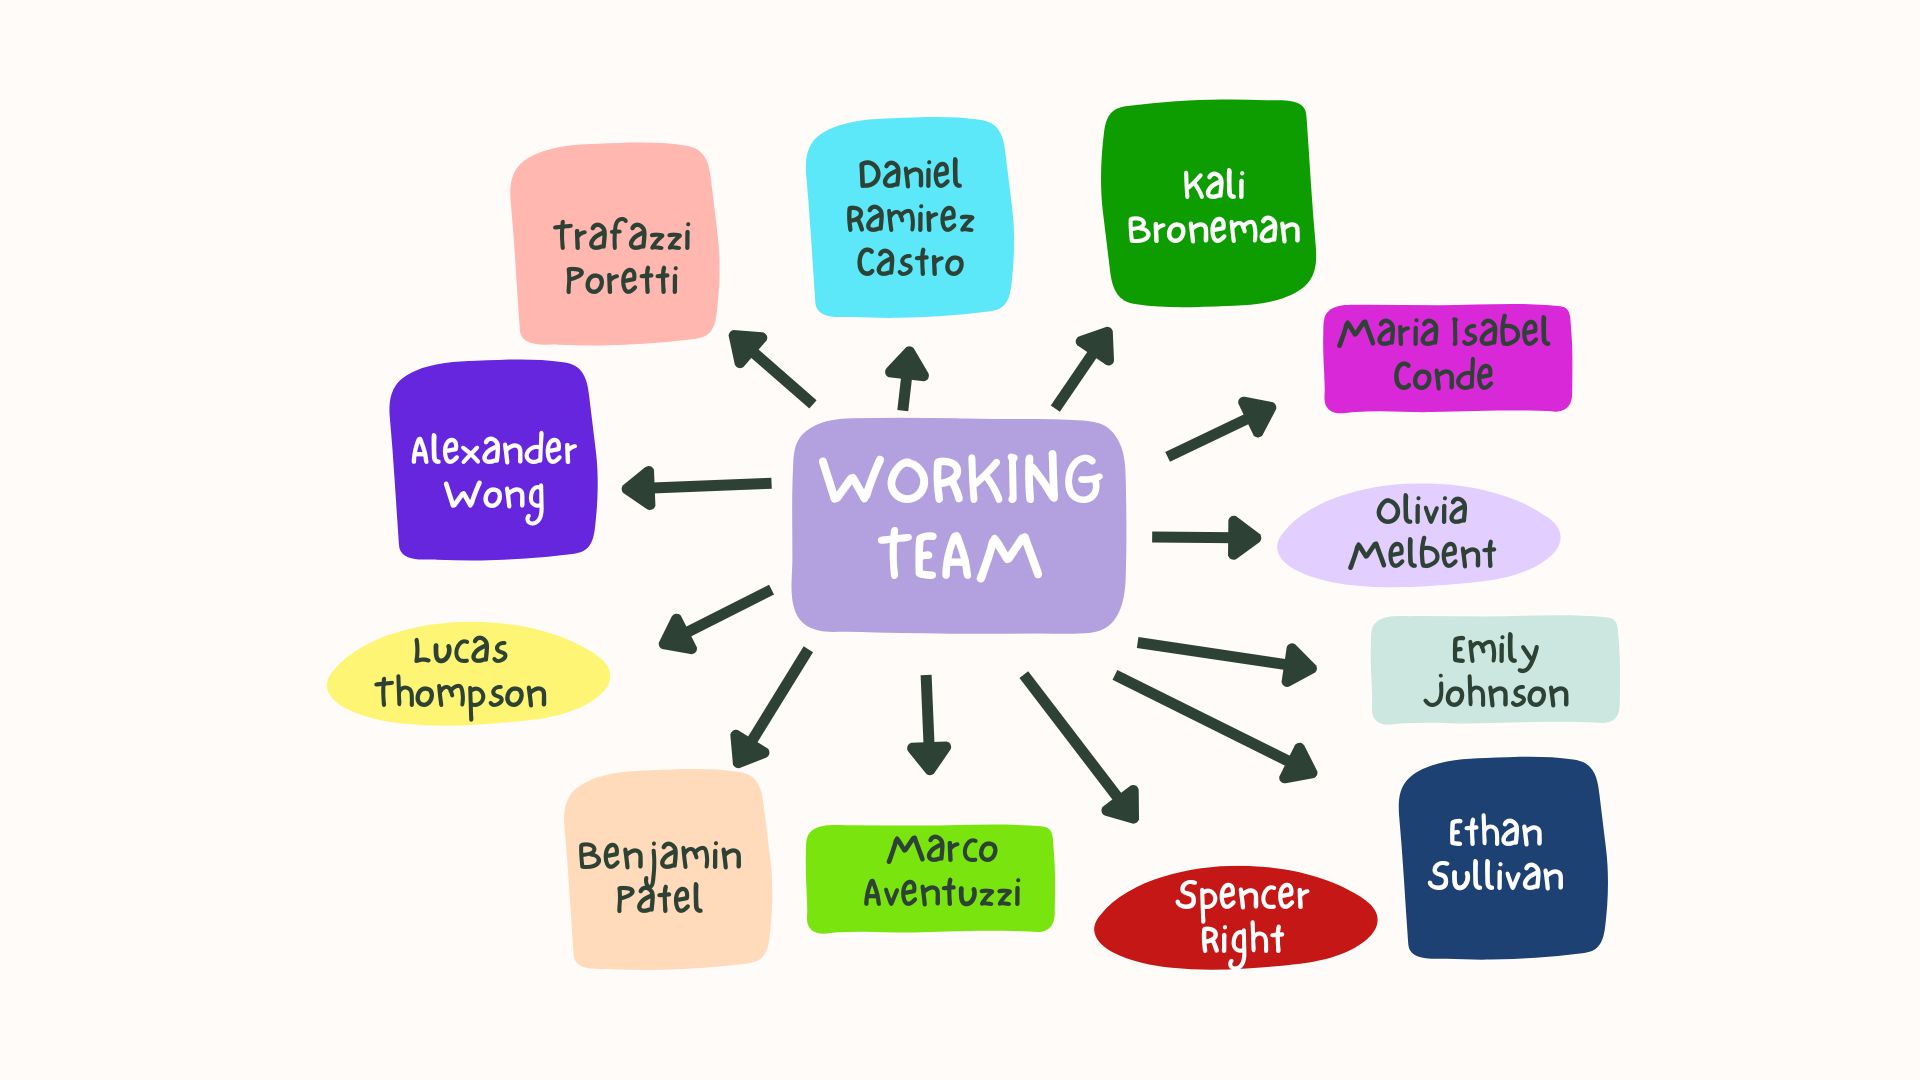 Daniel
Ramirez
Castro
Kali
Broneman
Trafazzi
Poretti
Maria Isabel
Conde
Alexander
Wong
WORKING
TEAM
Olivia
Melbent
Lucas
Thompson
Emily
Johnson
Benjamin
Patel
Marco
Aventuzzi
Spencer
Right
Ethan
Sullivan